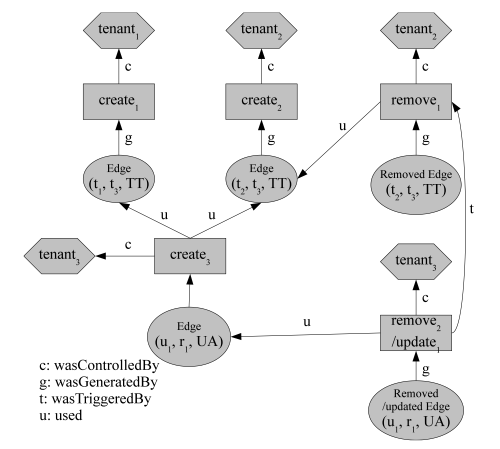 tenant₁ tenant₂ tenant₂
c c c
create₁ create₂ remove₁
u
g g g
Edge Edge Removed Edge
(t₁, t₃, TT) (t₂, t₃, TT) (t₂, t₃, TT)
t
u u
tenant₃ c create₃ tenant₃
c
Edge u remove₂
(u₁, r₁, UA) /update₁
g
c: wasControlledBy
g: wasGeneratedBy
t: wasTriggeredBy
u: used
Removed
/updated Edge
(u₁, r₁, UA)